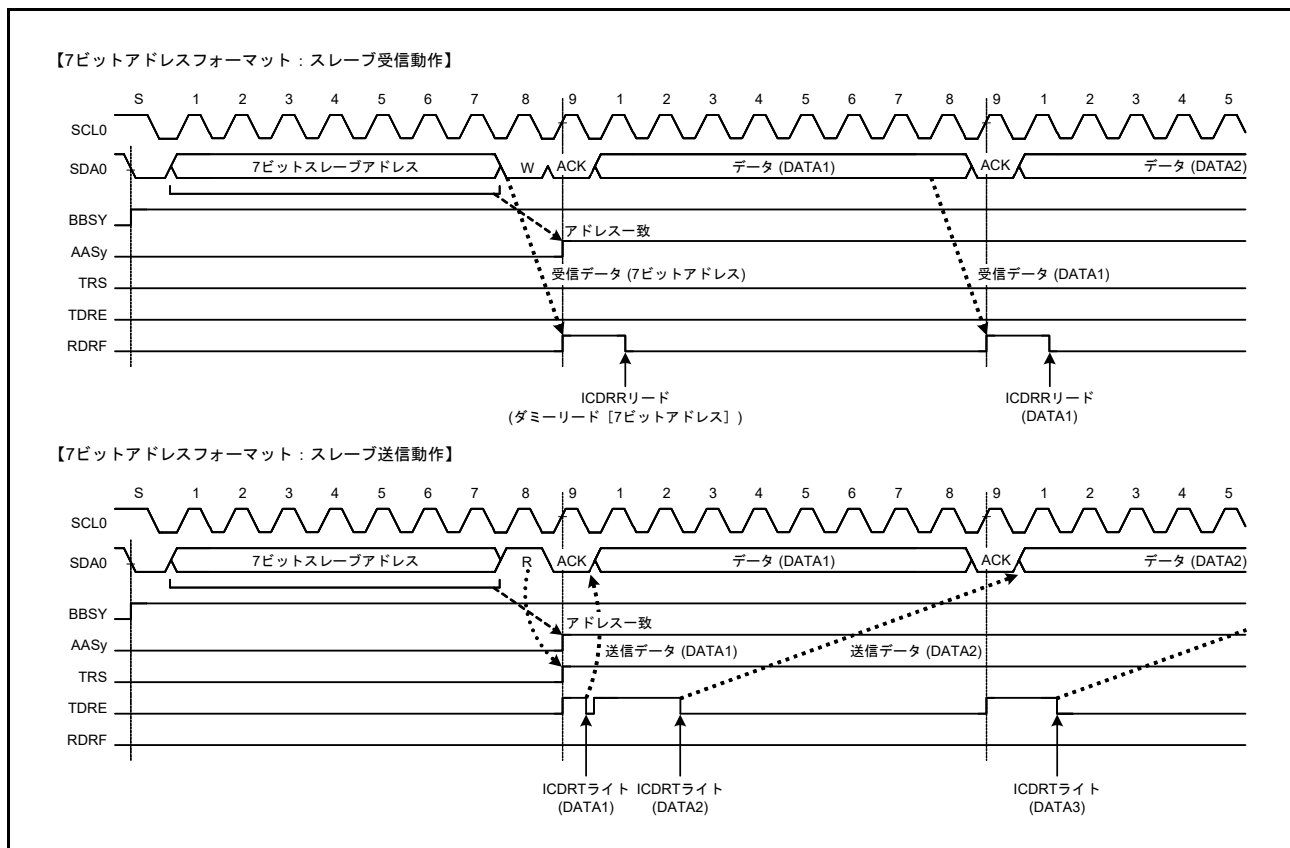 【7ビットアドレスフォーマット：スレーブ受信動作】
S 1 2 3 4 5 6 7 8 9 1 2 3 4 5 6 7 8 9 1 2 3 4 5
SCL0
SDA0 7ビットスレーブアドレス W ACK データ (DATA1) ACK データ (DATA2)
BBSY
アドレス一致
AASy
受信データ (7ビットアドレス) 受信データ (DATA1)
TRS
TDRE
RDRF
ICDRRリード ICDRRリード
(ダミーリード［7ビットアドレス］) (DATA1)
【7ビットアドレスフォーマット：スレーブ送信動作】
S 1 2 3 4 5 6 7 8 9 1 2 3 4 5 6 7 8 9 1 2 3 4 5
SCL0
SDA0 7ビットスレーブアドレス R ACK データ (DATA1) ACK データ (DATA2)
BBSY
アドレス一致
AASy
送信データ (DATA1) 送信データ (DATA2)
TRS
TDRE
RDRF
ICDRTライト ICDRTライト ICDRTライト
(DATA1) (DATA2) (DATA3)